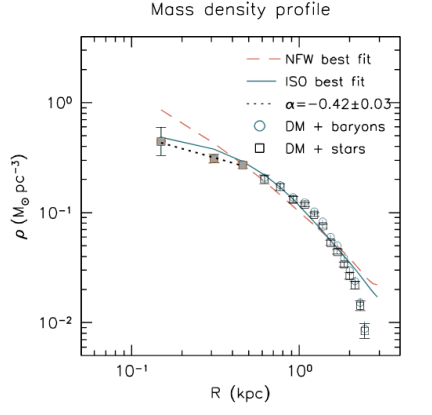 Mass density profile
NFW best fit
ISO best fit
α=−0.42±0.03
DM + baryons
DM + stars
10⁰
10⁻¹
10⁻²
ρ (M☉ pc⁻³)
10⁻¹ 10⁰
R (kpc)